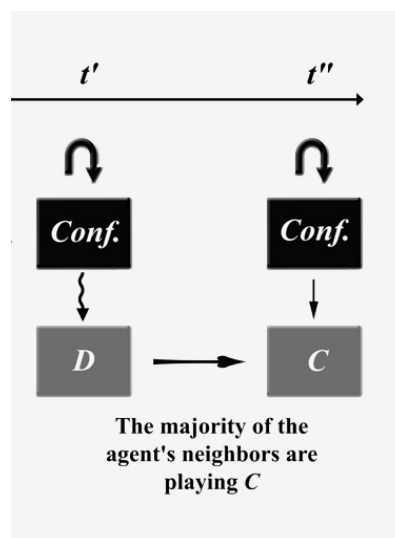 t' t"
Conf. Conf.
D C
The majority of the
agent's neighbors are
playing C